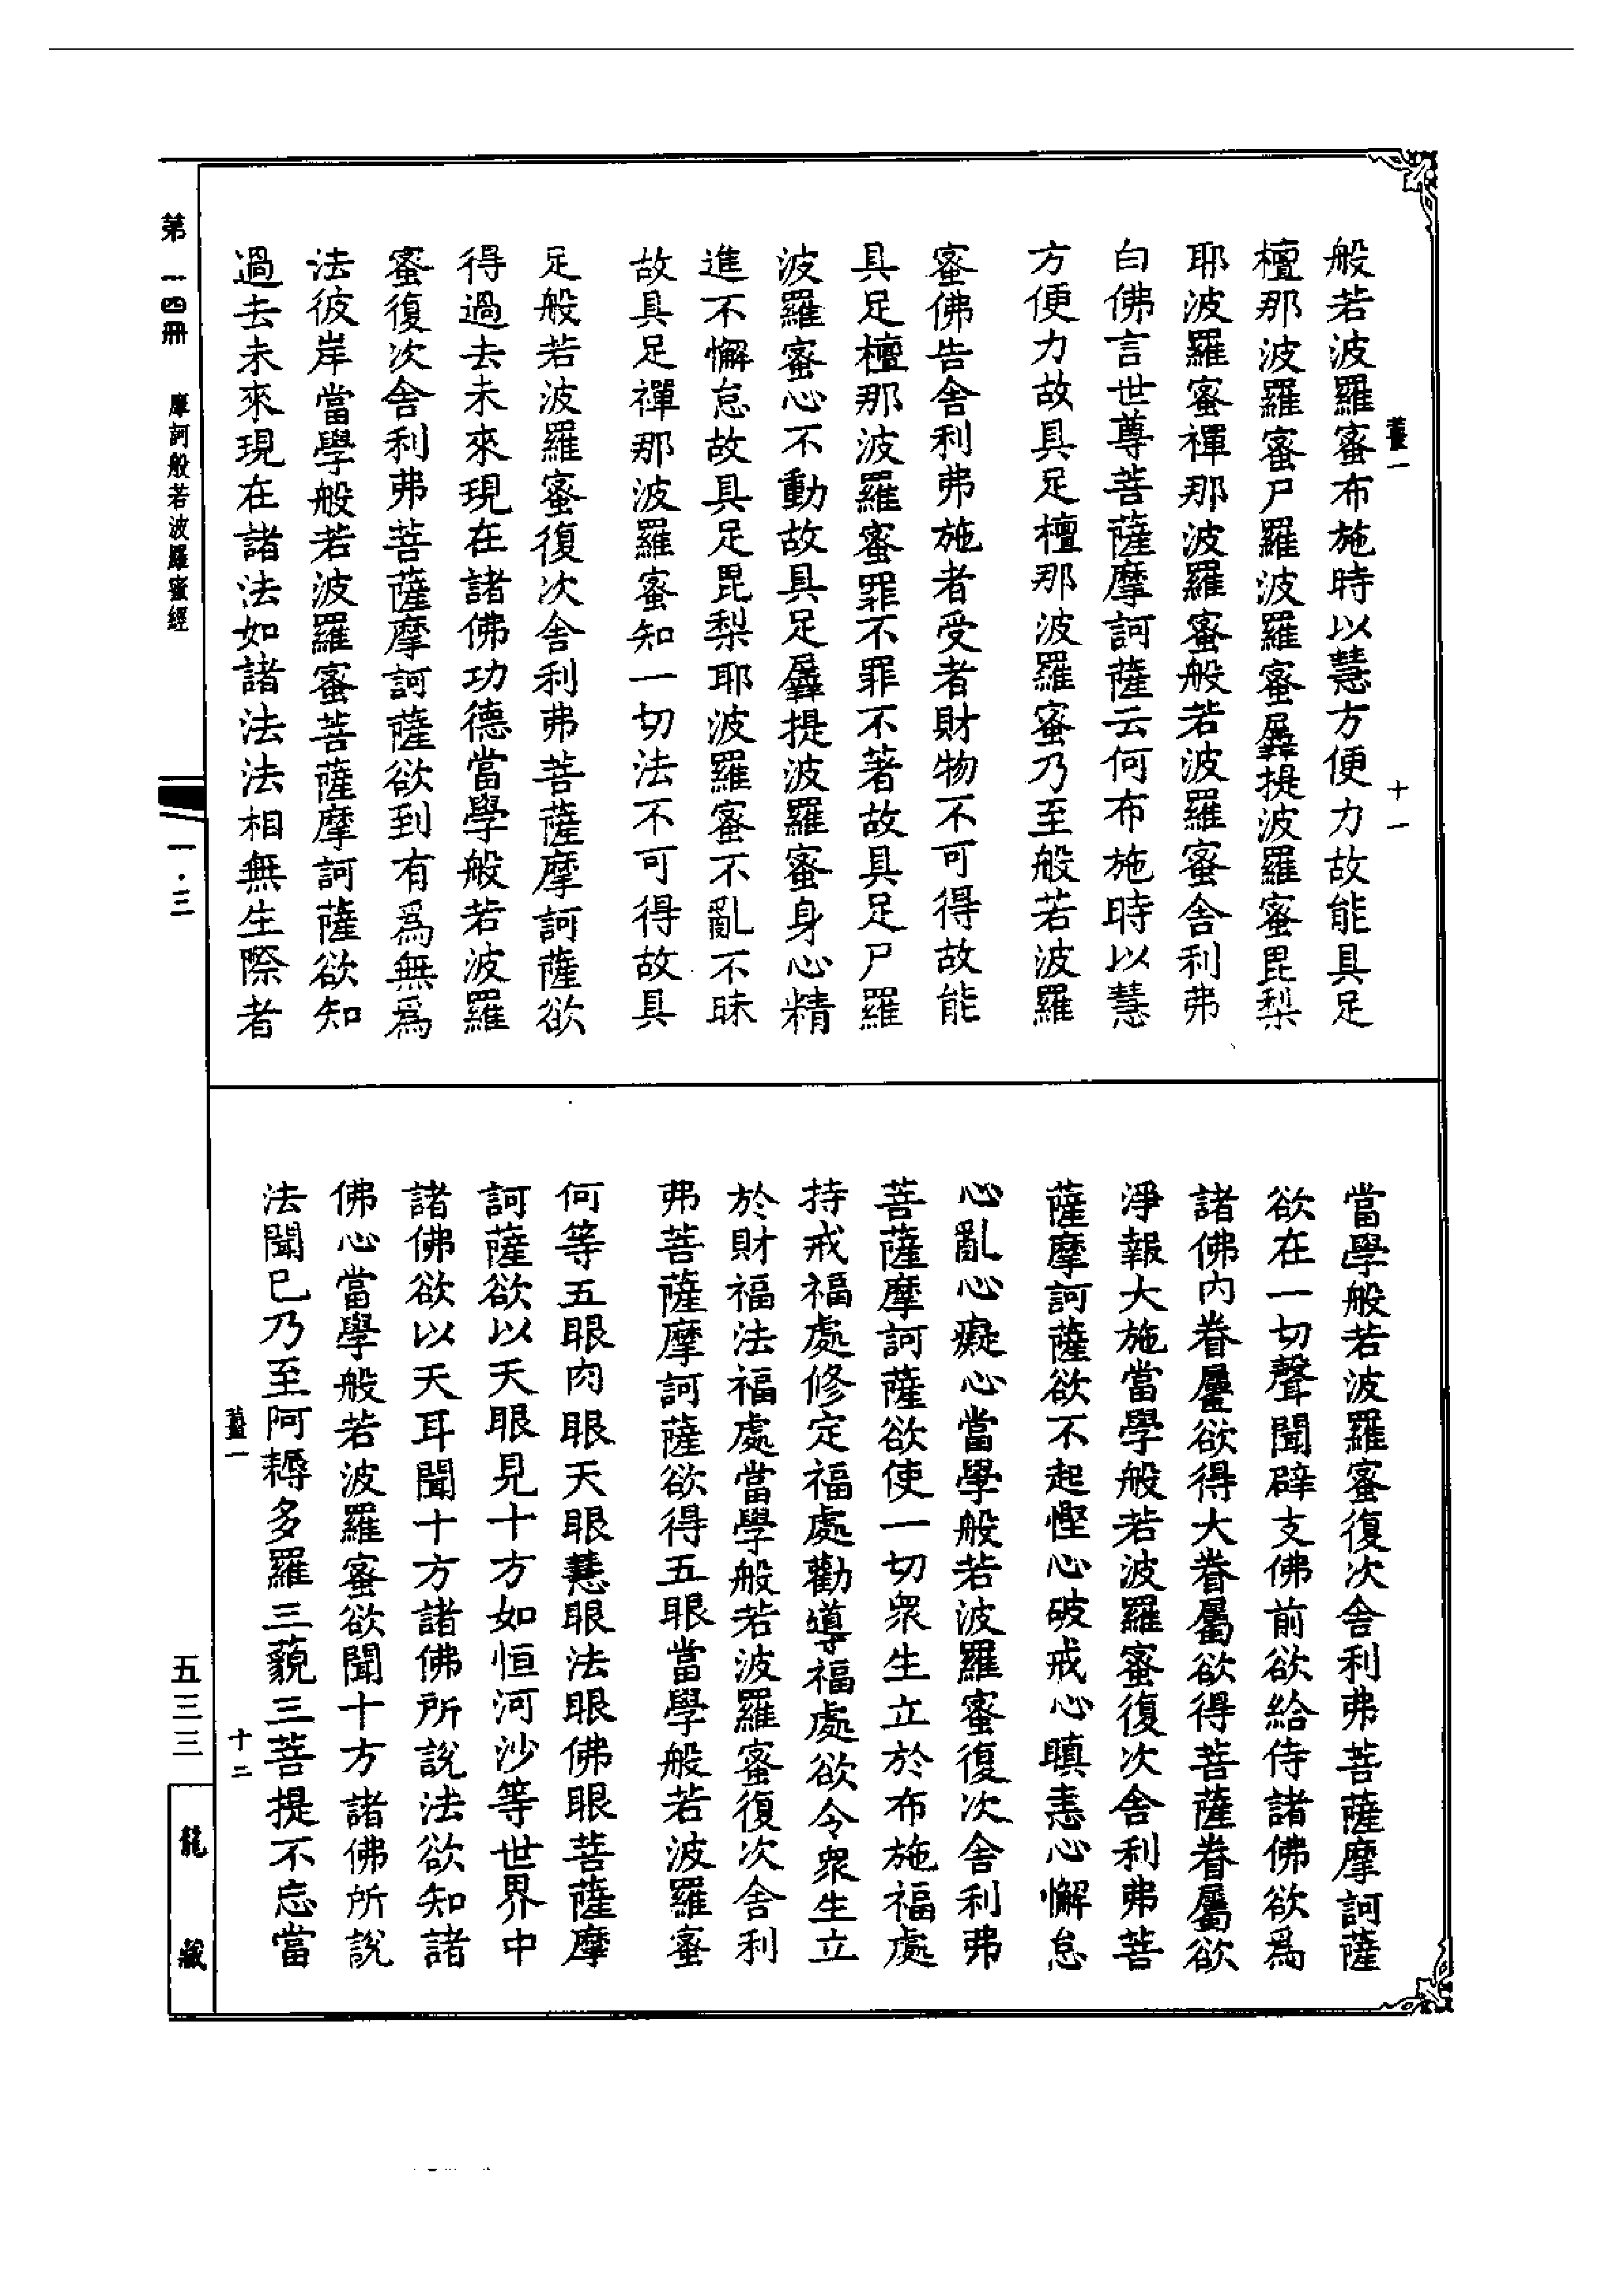 薑一
十一
般若波羅蜜布施時以慧方便力故能具足
檀那波羅蜜尸羅波羅蜜羼提波羅蜜毘梨
耶波羅蜜禪那波羅蜜般若波羅蜜舍利弗
白佛言世尊菩薩摩訶薩云何布施時以慧
方便力故具足檀那波羅蜜乃至般若波羅
蜜佛告舍利弗施者受者財物不可得故能
具足檀那波羅蜜罪不罪不著故具足尸羅
波羅蜜心不動故具足羼提波羅蜜身心精
進不懈怠故具足毘梨耶波羅蜜不亂不昧
故具足禪那波羅蜜知一切法不可得故具
足般若波羅蜜復次舍利弗菩薩摩訶薩欲
得過去未來現在諸佛功德當學般若波羅
蜜復次舍利弗菩薩摩訶薩欲到有爲無爲
法彼岸當學般若波羅蜜菩薩摩訶薩欲知
過去未來現在諸法如諸法法相無生際者
當學般若波羅蜜復次舍利弗菩薩摩訶薩
欲在一切聲聞辟支佛前欲給侍諸佛欲爲
諸佛内眷屬欲得大眷屬欲得菩薩眷屬欲
淨報大施當學般若波羅蜜復次舍利弗菩
薩摩訶薩欲不起慳心破戒心瞋恚心懈怠
心亂心癡心當學般若波羅蜜復次舍利弗
菩薩摩訶薩欲使一切衆生立於布施福處
持戒福處修定福處勸導福處欲令衆生立
於財福法福處當學般若波羅蜜復次舍利
弗菩薩摩訶薩欲得五眼當學般若波羅蜜
何等五眼肉眼天眼慧眼法眼佛眼菩薩摩
訶薩欲以天眼見十方如恒河沙等世界中
諸佛欲以天耳聞十方諸佛所說法欲知諸
佛心當學般若波羅蜜欲聞十方諸佛所說
法聞已乃至阿耨多羅三藐三菩提不忘當
薑一
十二
第一四冊
摩訶般若波羅蜜經
一·三
五三三
龍藏